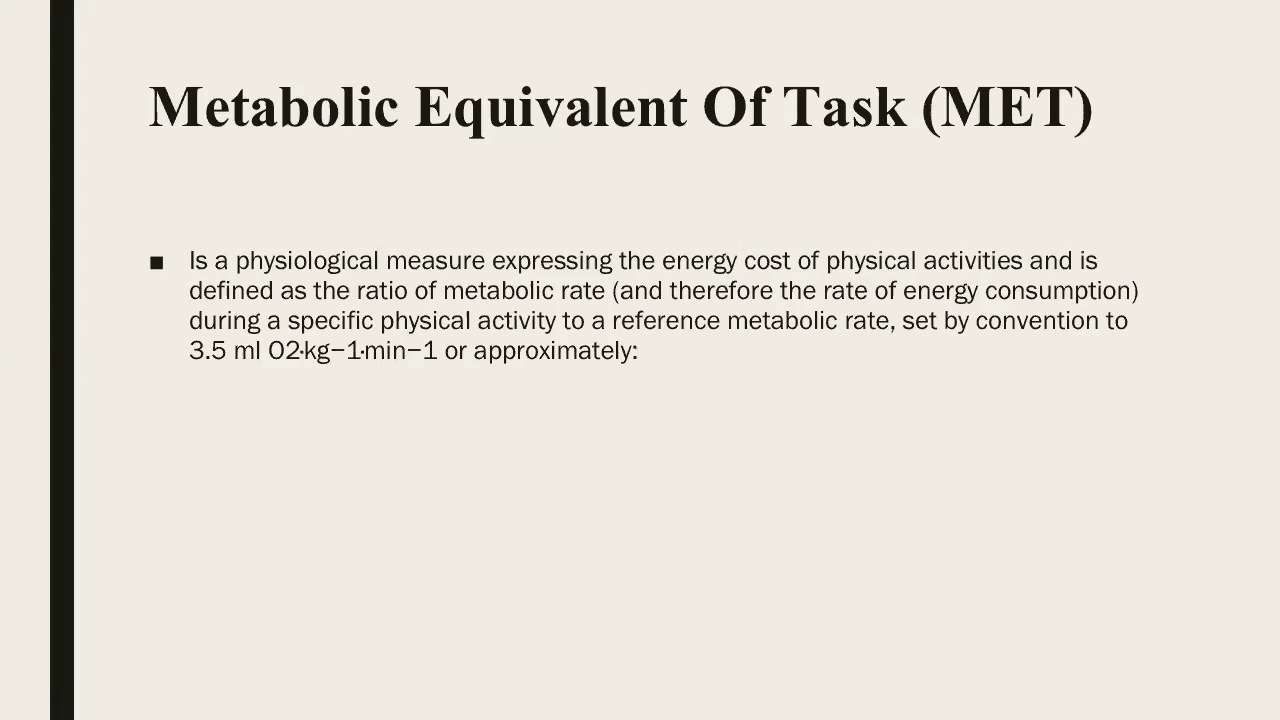 Metabolic Equivalent Of Task (MET)
■ Is a physiological measure expressing the energy cost of physical activities and is
defined as the ratio of metabolic rate (and therefore the rate of energy consumption)
during a specific physical activity to a reference metabolic rate, set by convention to
3.5 ml O2·kg−1·min−1 or approximately: